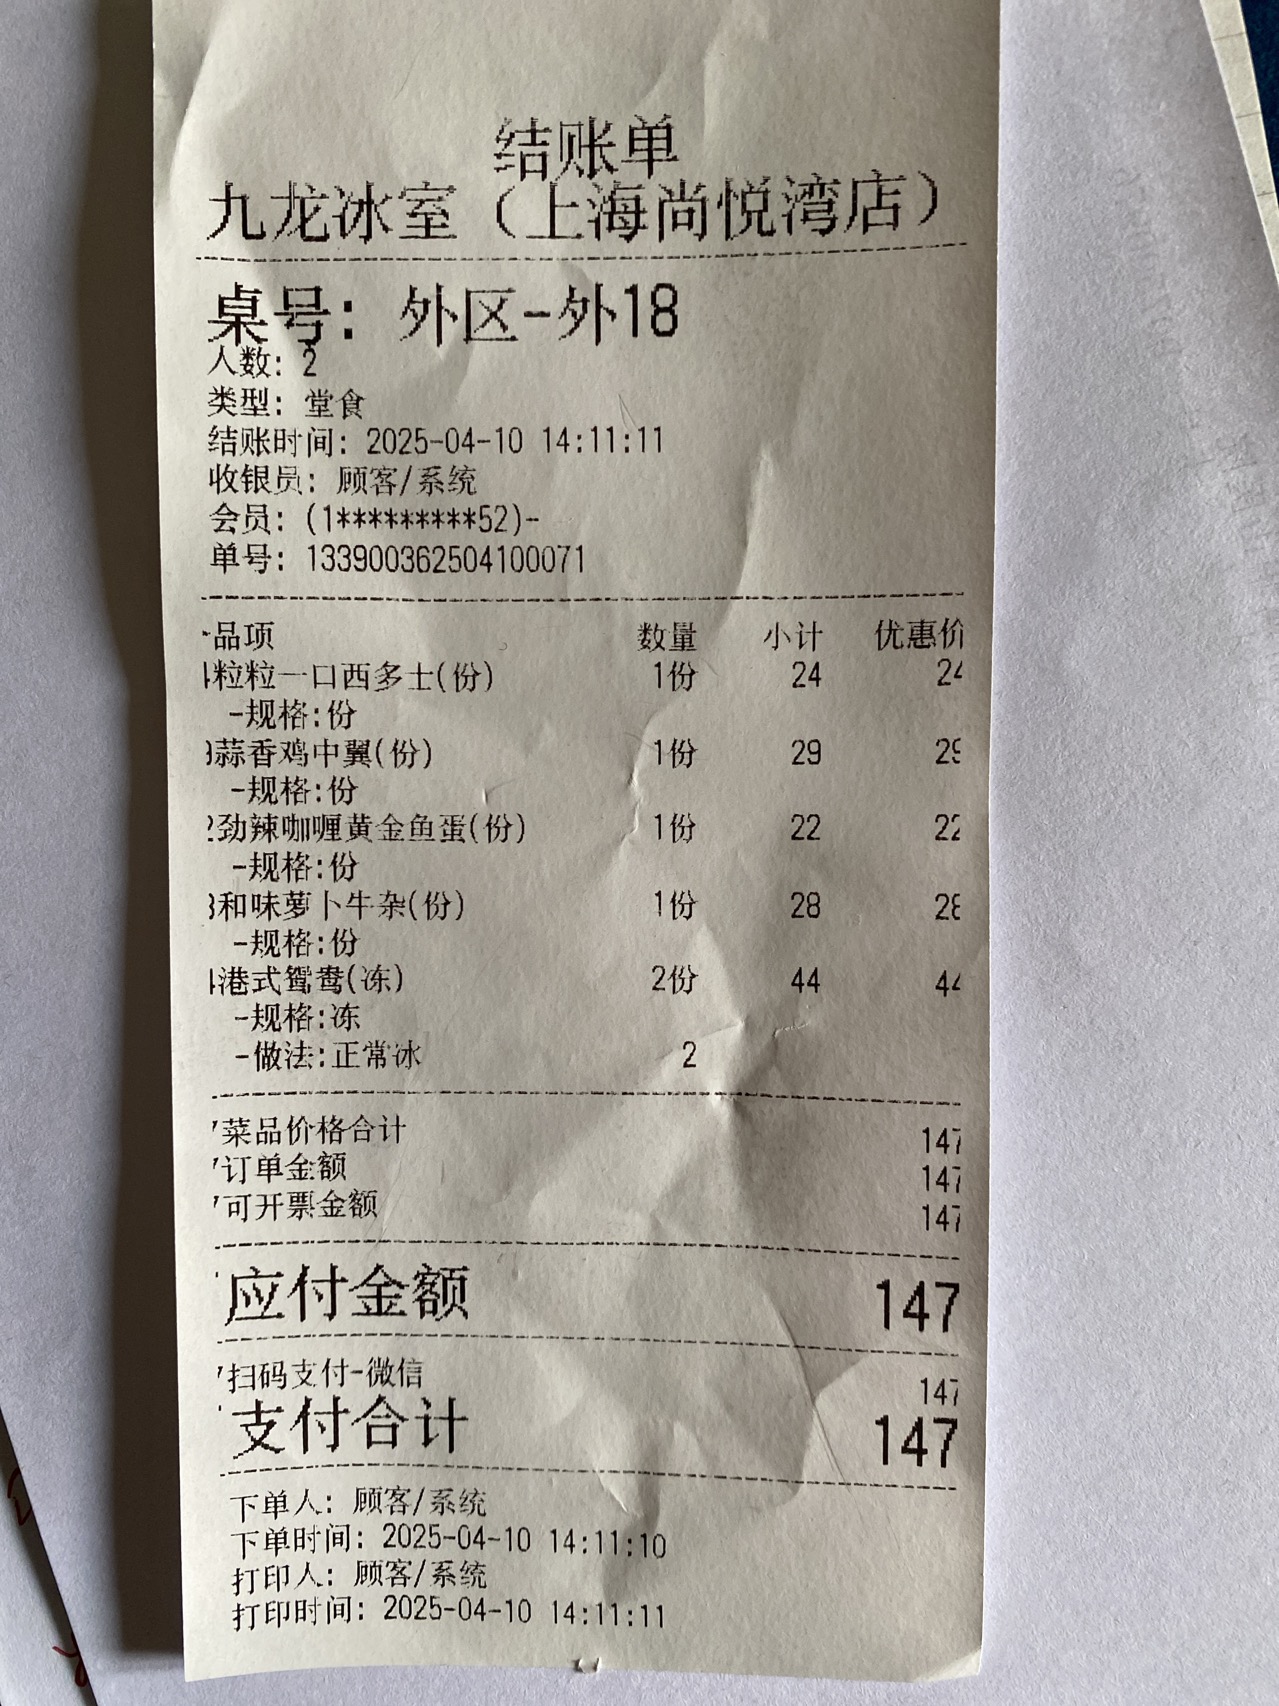 结账单
九龙冰室（上海尚悦湾店）
桌号：外区-外18
人数：2
类型：堂食
结账时间：2025-04-10 14:11:11
收银员：顾客/系统
会员：(1*********52)-
单号：133900362504100071
品项 数量 小计 优惠价
粒粒一口西多士(份) 1份 24 24
-规格:份
蒜香鸡中翼(份) 1份 29 29
-规格:份
劲辣咖喱黄金鱼蛋(份) 1份 22 22
-规格:份
和味萝卜牛杂(份) 1份 28 28
-规格:份
港式鸳鸯(冻) 2份 44 44
-规格:冻
-做法:正常冰 2
菜品价格合计 147
订单金额 147
可开票金额 147
应付金额 147
扫码支付-微信 147
支付合计 147
下单人：顾客/系统
下单时间：2025-04-10 14:11:10
打印人：顾客/系统
打印时间：2025-04-10 14:11:11